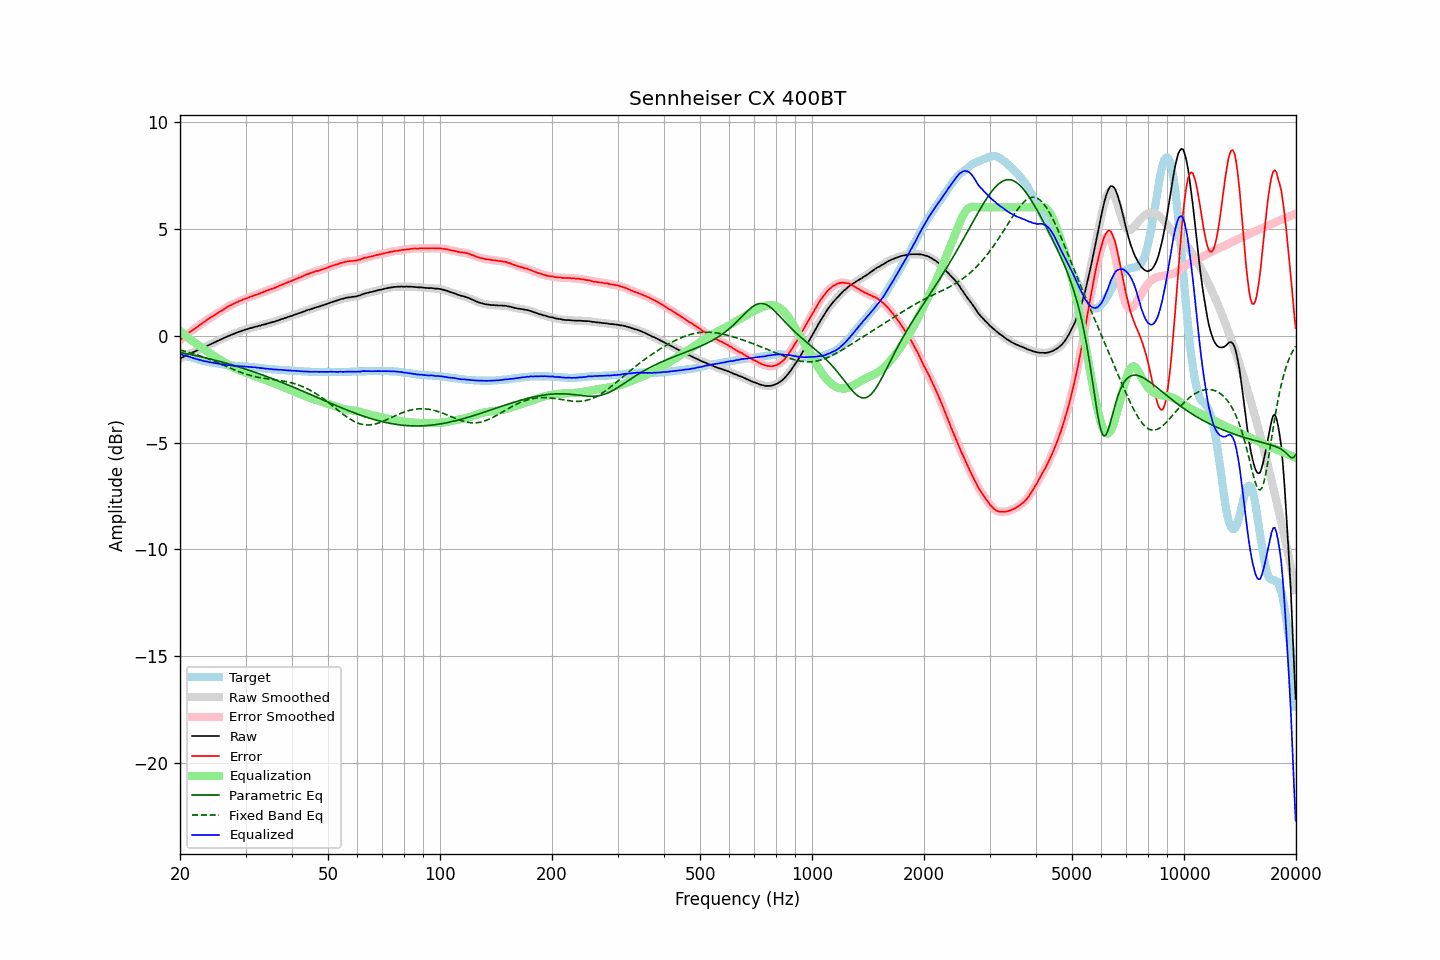 Sennheiser CX 400BT
10
5
0
−5
−10
−15
−20
Amplitude (dBr)
Target
Raw Smoothed
Error Smoothed
Raw
Error
Equalization
Parametric Eq
Fixed Band Eq
Equalized
20 50 100 200 500 1000 2000 5000 10000 20000
Frequency (Hz)